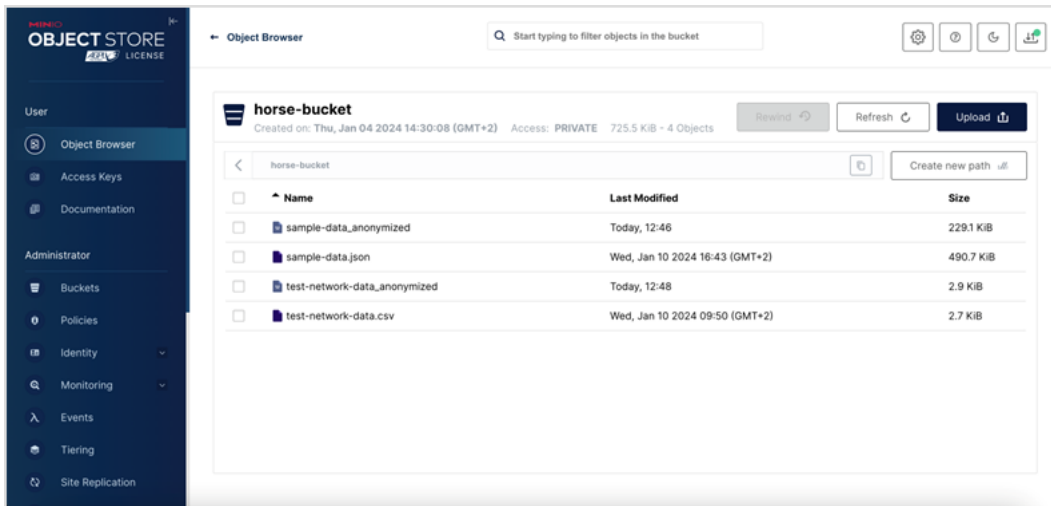 MINIO
OBJECT STORE
AGPLv3 LICENSE
User
Object Browser
Access Keys
Documentation
Administrator
Buckets
Policies
Identity
Monitoring
Events
Tiering
Site Replication
← Object Browser
Start typing to filter objects in the bucket
horse-bucket
Created on: Thu, Jan 04 2024 14:30:08 (GMT+2) Access: PRIVATE 725.5 KiB - 4 Objects
Rewind
Refresh
Upload
horse-bucket
Create new path
Name Last Modified Size
sample-data_anonymized Today, 12:46 229.1 KiB
sample-data.json Wed, Jan 10 2024 16:43 (GMT+2) 490.7 KiB
test-network-data_anonymized Today, 12:48 2.9 KiB
test-network-data.csv Wed, Jan 10 2024 09:50 (GMT+2) 2.7 KiB